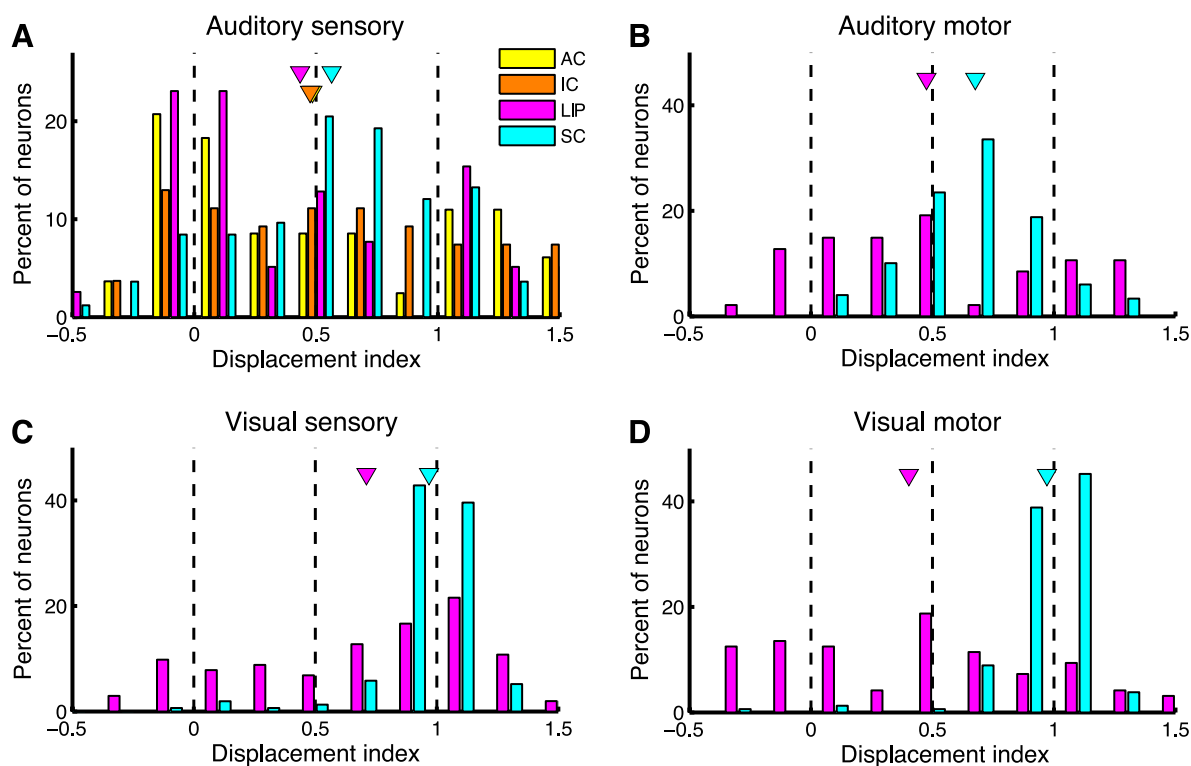 A
Auditory sensory
Percent of neurons
20
10
0
−0.5
0
0.5
1
1.5
Displacement index
AC
IC
LIP
SC
B
Auditory motor
Percent of neurons
40
20
0
−0.5
0
0.5
1
1.5
Displacement index
C
Visual sensory
Percent of neurons
40
20
0
−0.5
0
0.5
1
1.5
Displacement index
D
Visual motor
Percent of neurons
40
20
0
−0.5
0
0.5
1
1.5
Displacement index